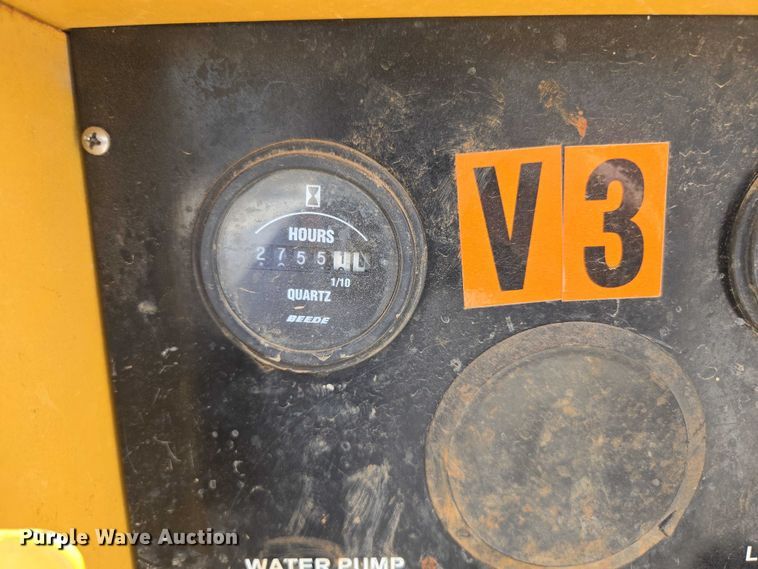 HOURS
2755
1/10
QUARTZ
BEEDE
V3
WATER PUMP
L
Purple Wave Auction